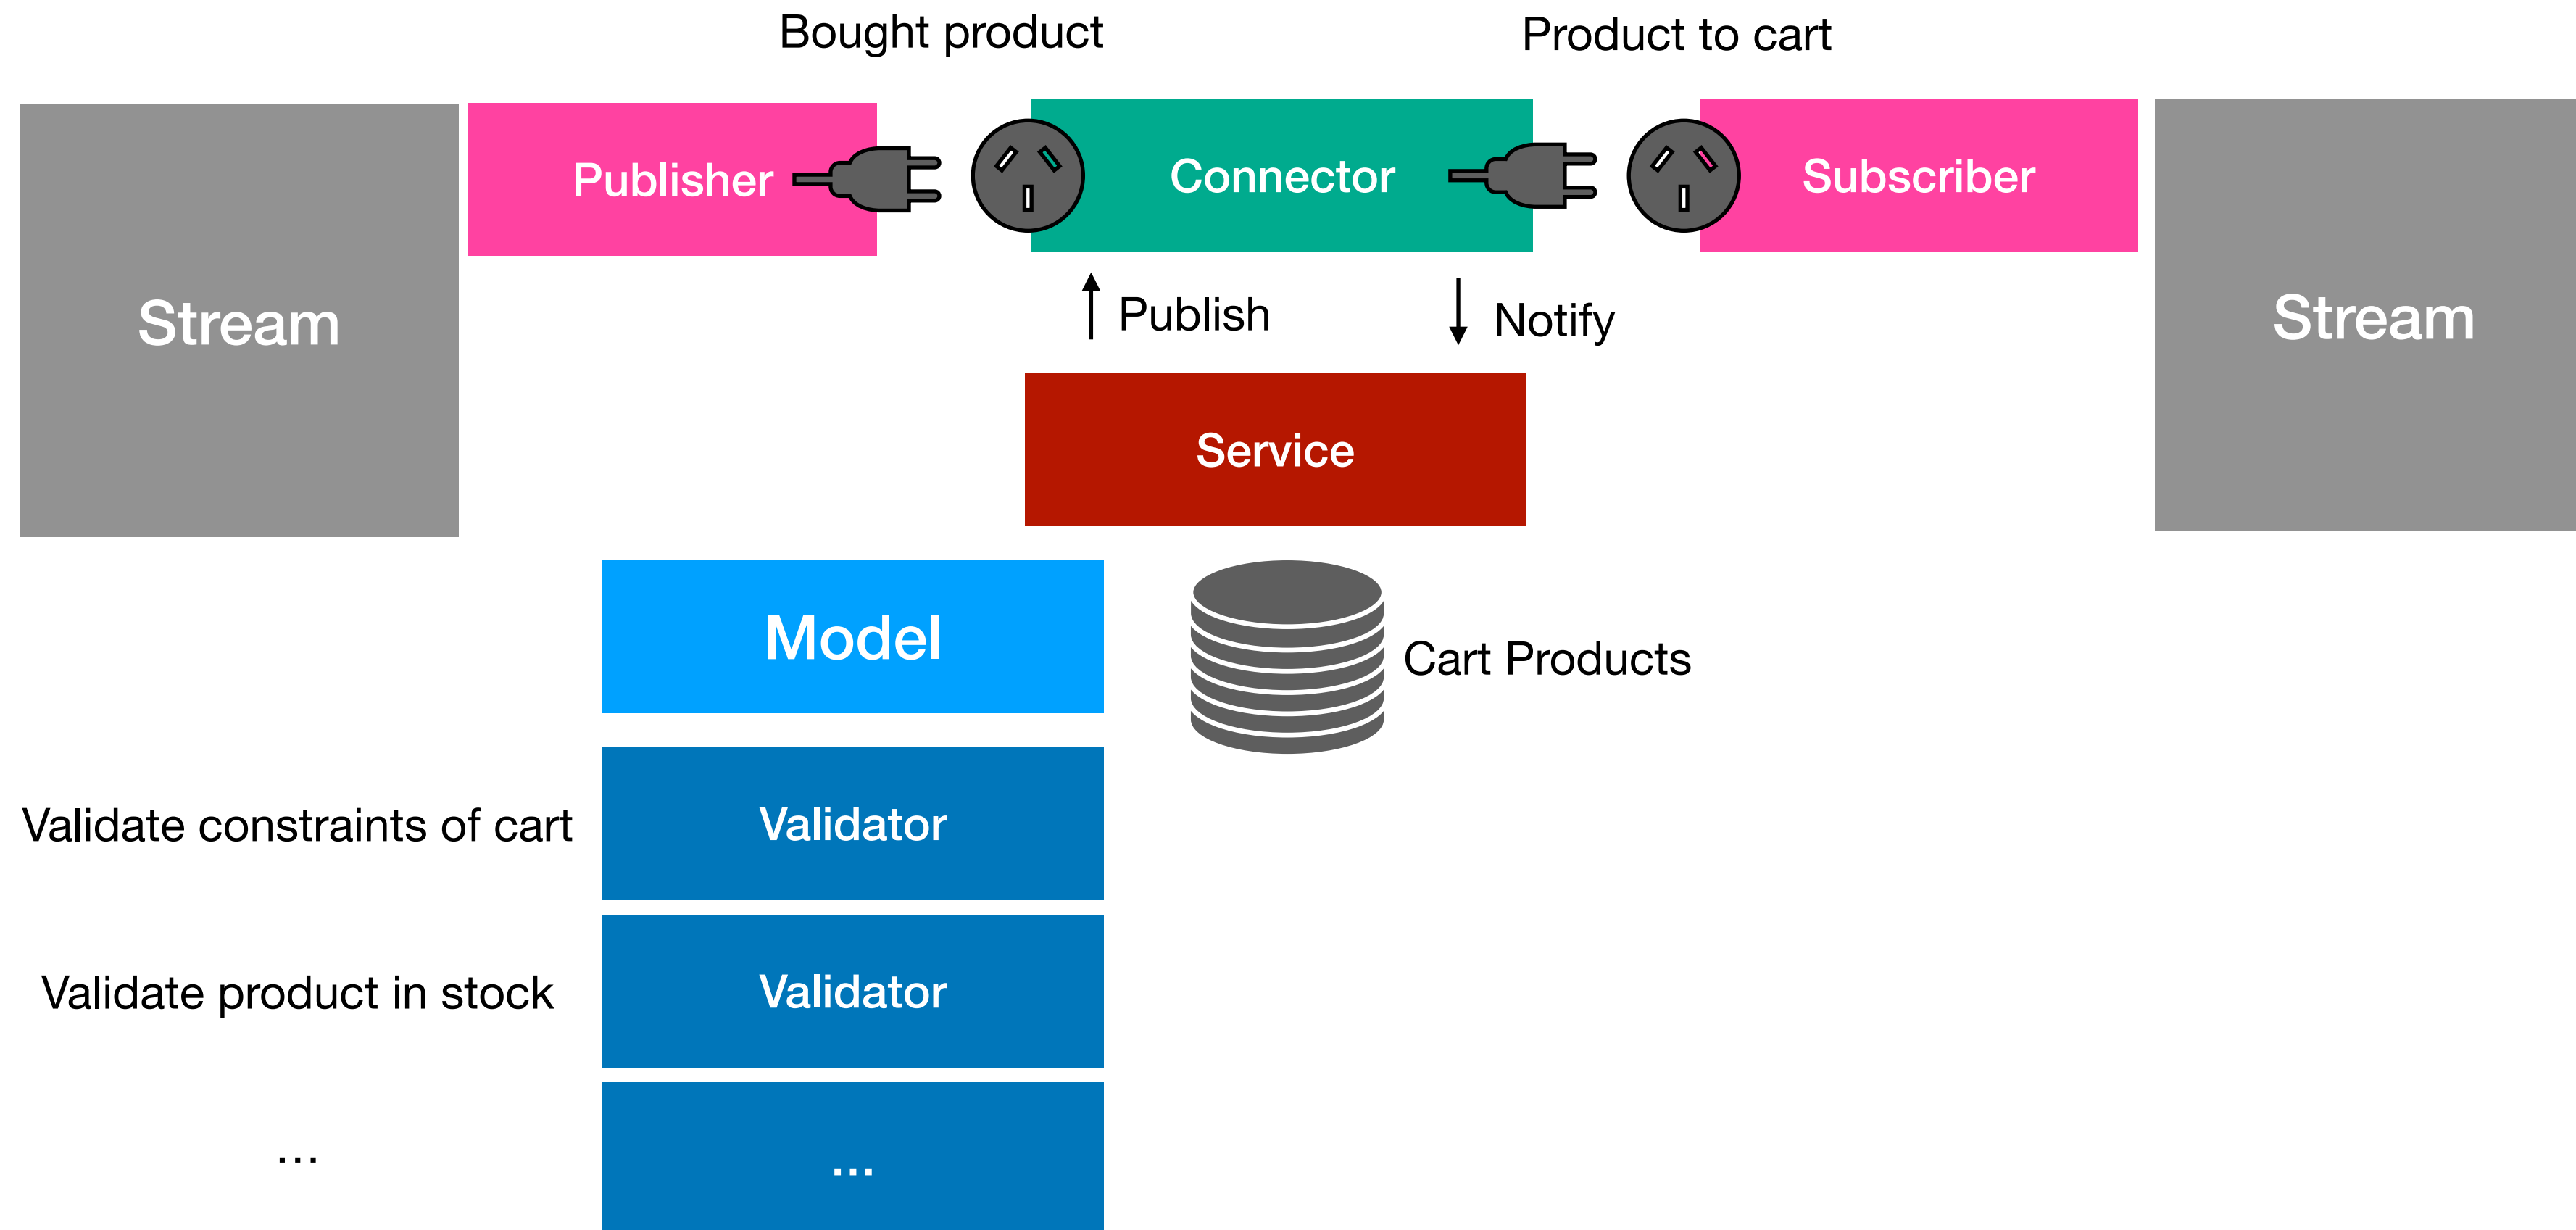 Bought product
Product to cart
Stream
Publisher
Connector
Subscriber
Stream
Publish
Notify
Service
Model
Cart Products
Validate constraints of cart
Validator
Validate product in stock
Validator
...
...